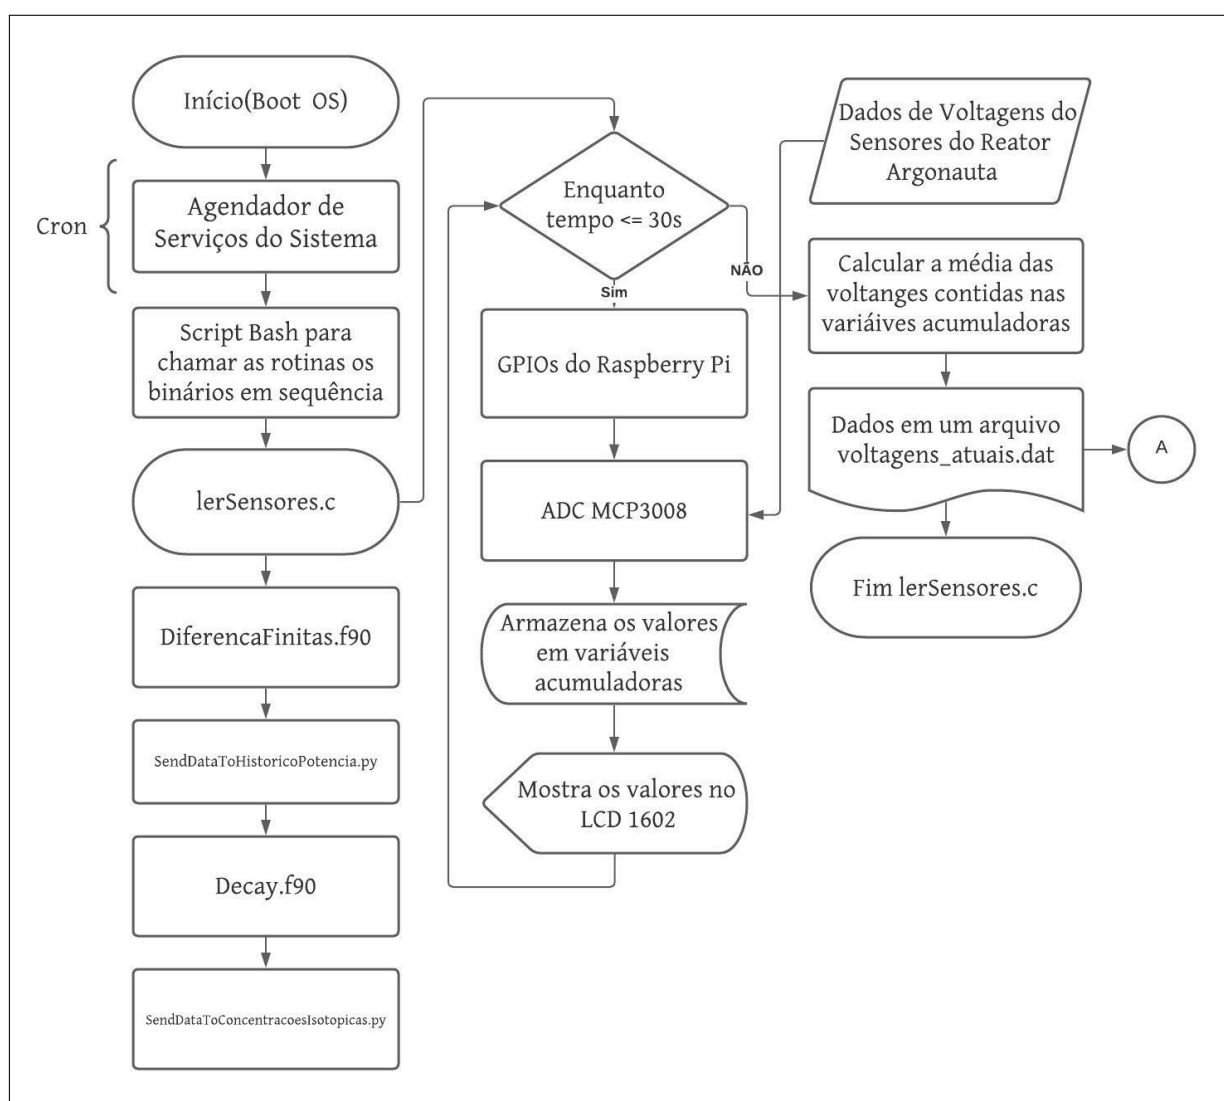 Início(Boot OS)
Cron
Agendador de
Serviços do Sistema
Script Bash para
chamar as rotinas os
binários em sequência
lerSensores.c
DiferencaFinitas.f90
SendDataToHistoricoPotencia.py
Decay.f90
SendDataToConcentracoesIsotopicas.py
Enquanto
tempo <= 30s
Sim
NÃO
GPIOs do Raspberry Pi
ADC MCP3008
Armazena os valores
em variáveis
acumuladoras
Mostra os valores no
LCD 1602
Dados de Voltagens do
Sensores do Reator
Argonauta
Calcular a média das
voltanges contidas nas
variáives acumuladoras
Dados em um arquivo
voltagens_atuais.dat
A
Fim lerSensores.c